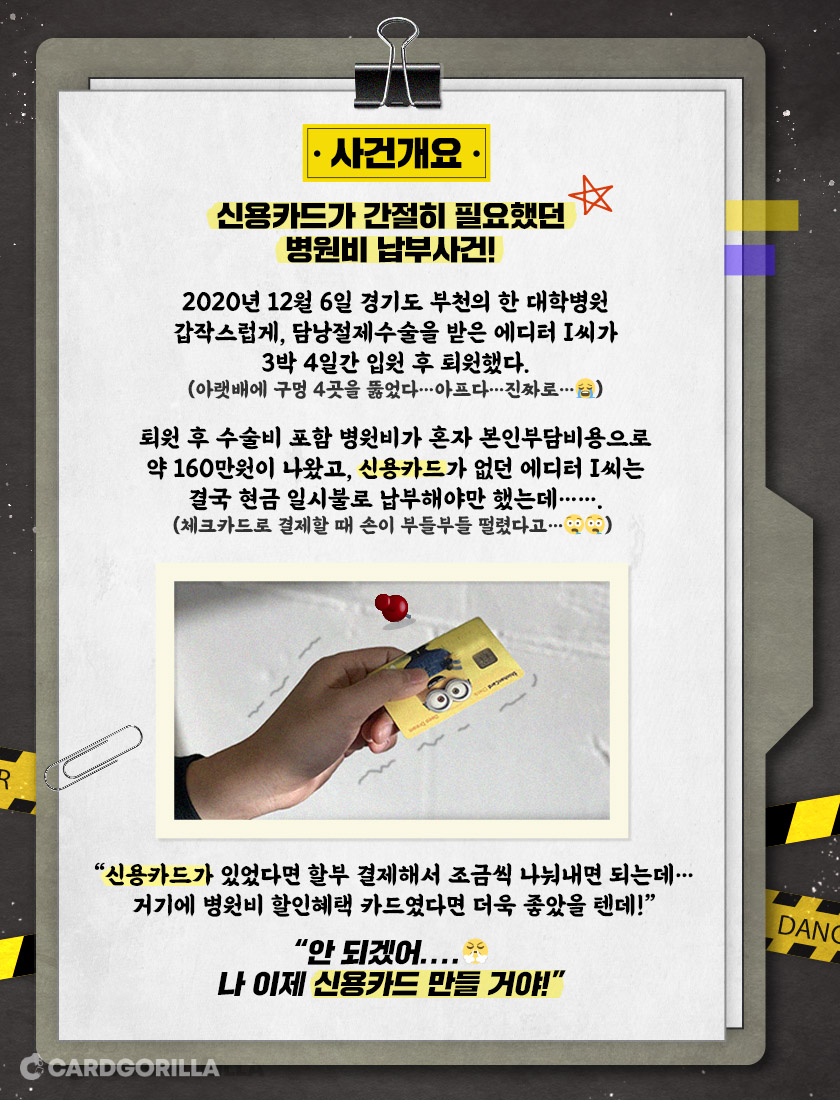 · 사건개요 ·
신용카드가 간절히 필요했던
병원비 납부사건!
2020년 12월 6일 경기도 부천의 한 대학병원
갑작스럽게, 담낭절제수술을 받은 에디터 I씨가
3박 4일간 입원 후 퇴원했다.
(아랫배에 구멍 4곳을 뚫었다…아프다…진짜로…😭)
퇴원 후 수술비 포함 병원비가 혼자 본인부담비용으로
약 160만원이 나왔고, 신용카드가 없던 에디터 I씨는
결국 현금 일시불로 납부해야만 했는데…….
(체크카드로 결제할 때 손이 부들부들 떨렸다고…😳😳)
“신용카드가 있었다면 할부 결제해서 조금씩 나눠내면 되는데…
거기에 병원비 할인혜택 카드였다면 더욱 좋았을 텐데!”
“안 되겠어....😤
나 이제 신용카드 만들 거야!”
R
DANG
CARDGORILLA